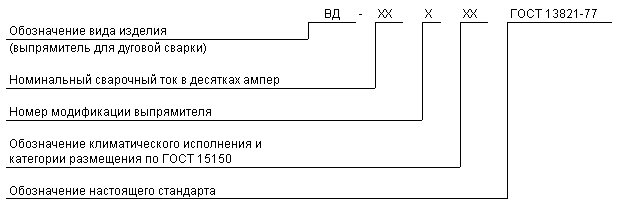 ВД - ХХ Х ХХ ГОСТ 13821-77
Обозначение вида изделия
(выпрямитель для дуговой сварки)
Номинальный сварочный ток в десятках ампер
Номер модификации выпрямителя
Обозначение климатического исполнения и
категории размещения по ГОСТ 15150
Обозначение настоящего стандарта